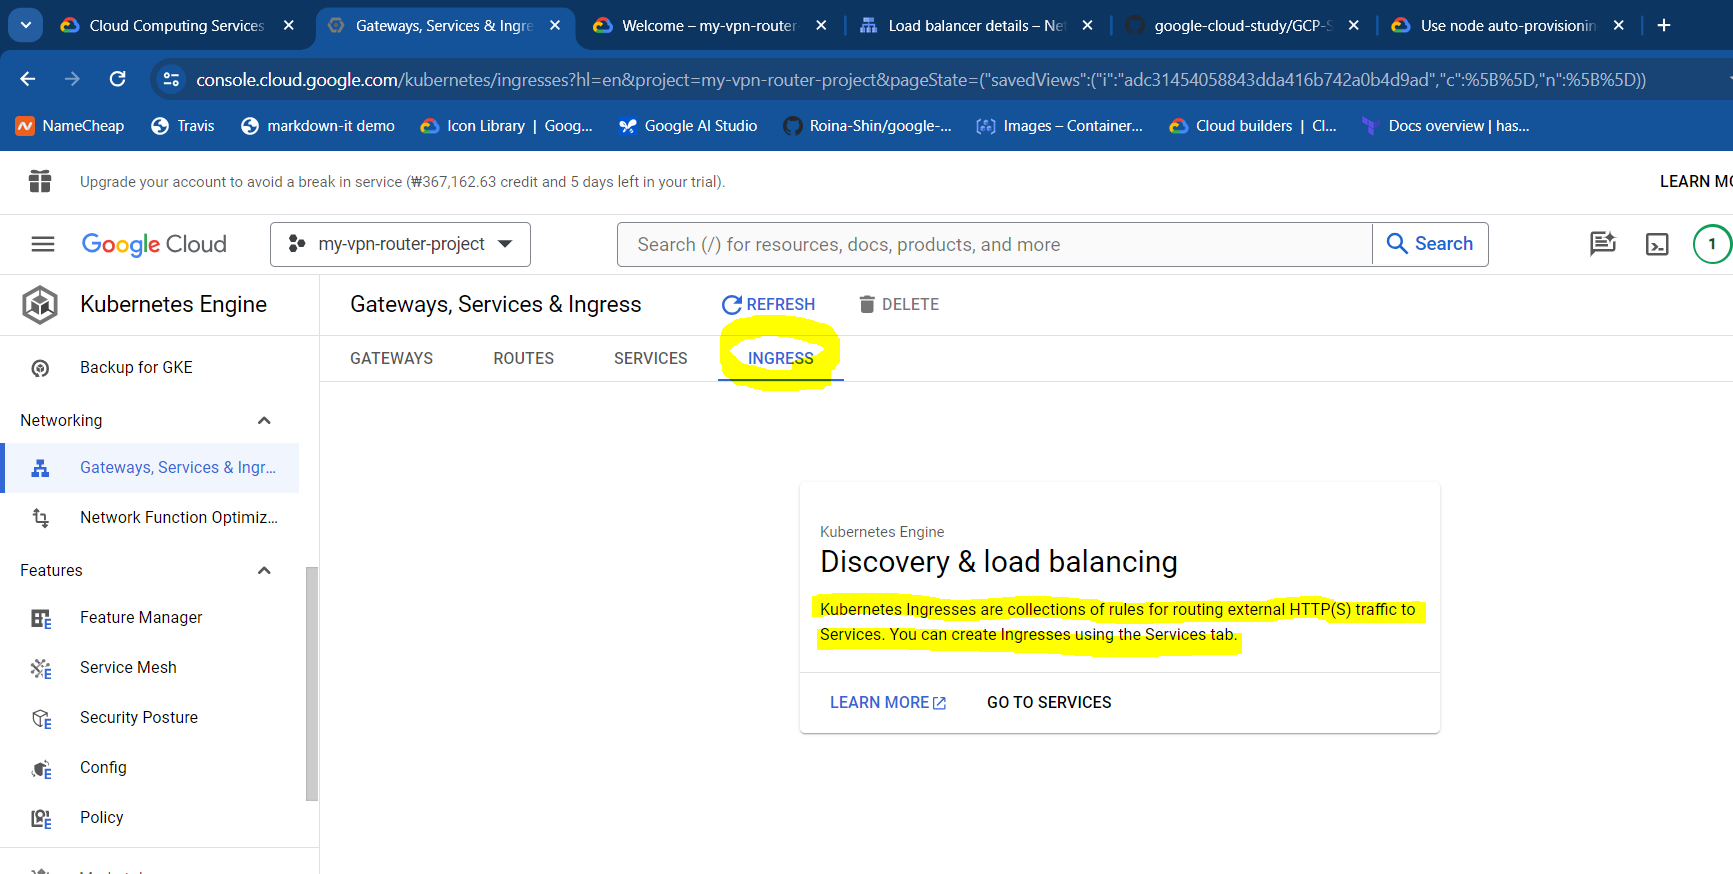 Cloud Computing Services
Gateways, Services & Ingre
Welcome – my-vpn-router
Load balancer details – Net
google-cloud-study/GCP-S
Use node auto-provisionin
console.cloud.google.com/kubernetes/ingresses?hl=en&project=my-vpn-router-project&pageState=("savedViews":("i":"adc31454058843dda416b742a0b4d9ad","c":%5B%5D,"n":%5B%5D))
NameCheap
Travis
markdown-it demo
Icon Library | Goog...
Google AI Studio
Roina-Shin/google-...
Images – Container...
Cloud builders | Cl...
Docs overview | has...
Upgrade your account to avoid a break in service (₩367,162.63 credit and 5 days left in your trial).
LEARN MO
Google Cloud
my-vpn-router-project
Search (/) for resources, docs, products, and more
Search
1
Kubernetes Engine
Gateways, Services & Ingress
REFRESH
DELETE
GATEWAYS
ROUTES
SERVICES
INGRESS
Backup for GKE
Networking
Gateways, Services & Ingr...
Network Function Optimiz...
Features
Feature Manager
Service Mesh
Security Posture
Config
Policy
Kubernetes Engine
Discovery & load balancing
Kubernetes Ingresses are collections of rules for routing external HTTP(S) traffic to
Services. You can create Ingresses using the Services tab.
LEARN MORE
GO TO SERVICES